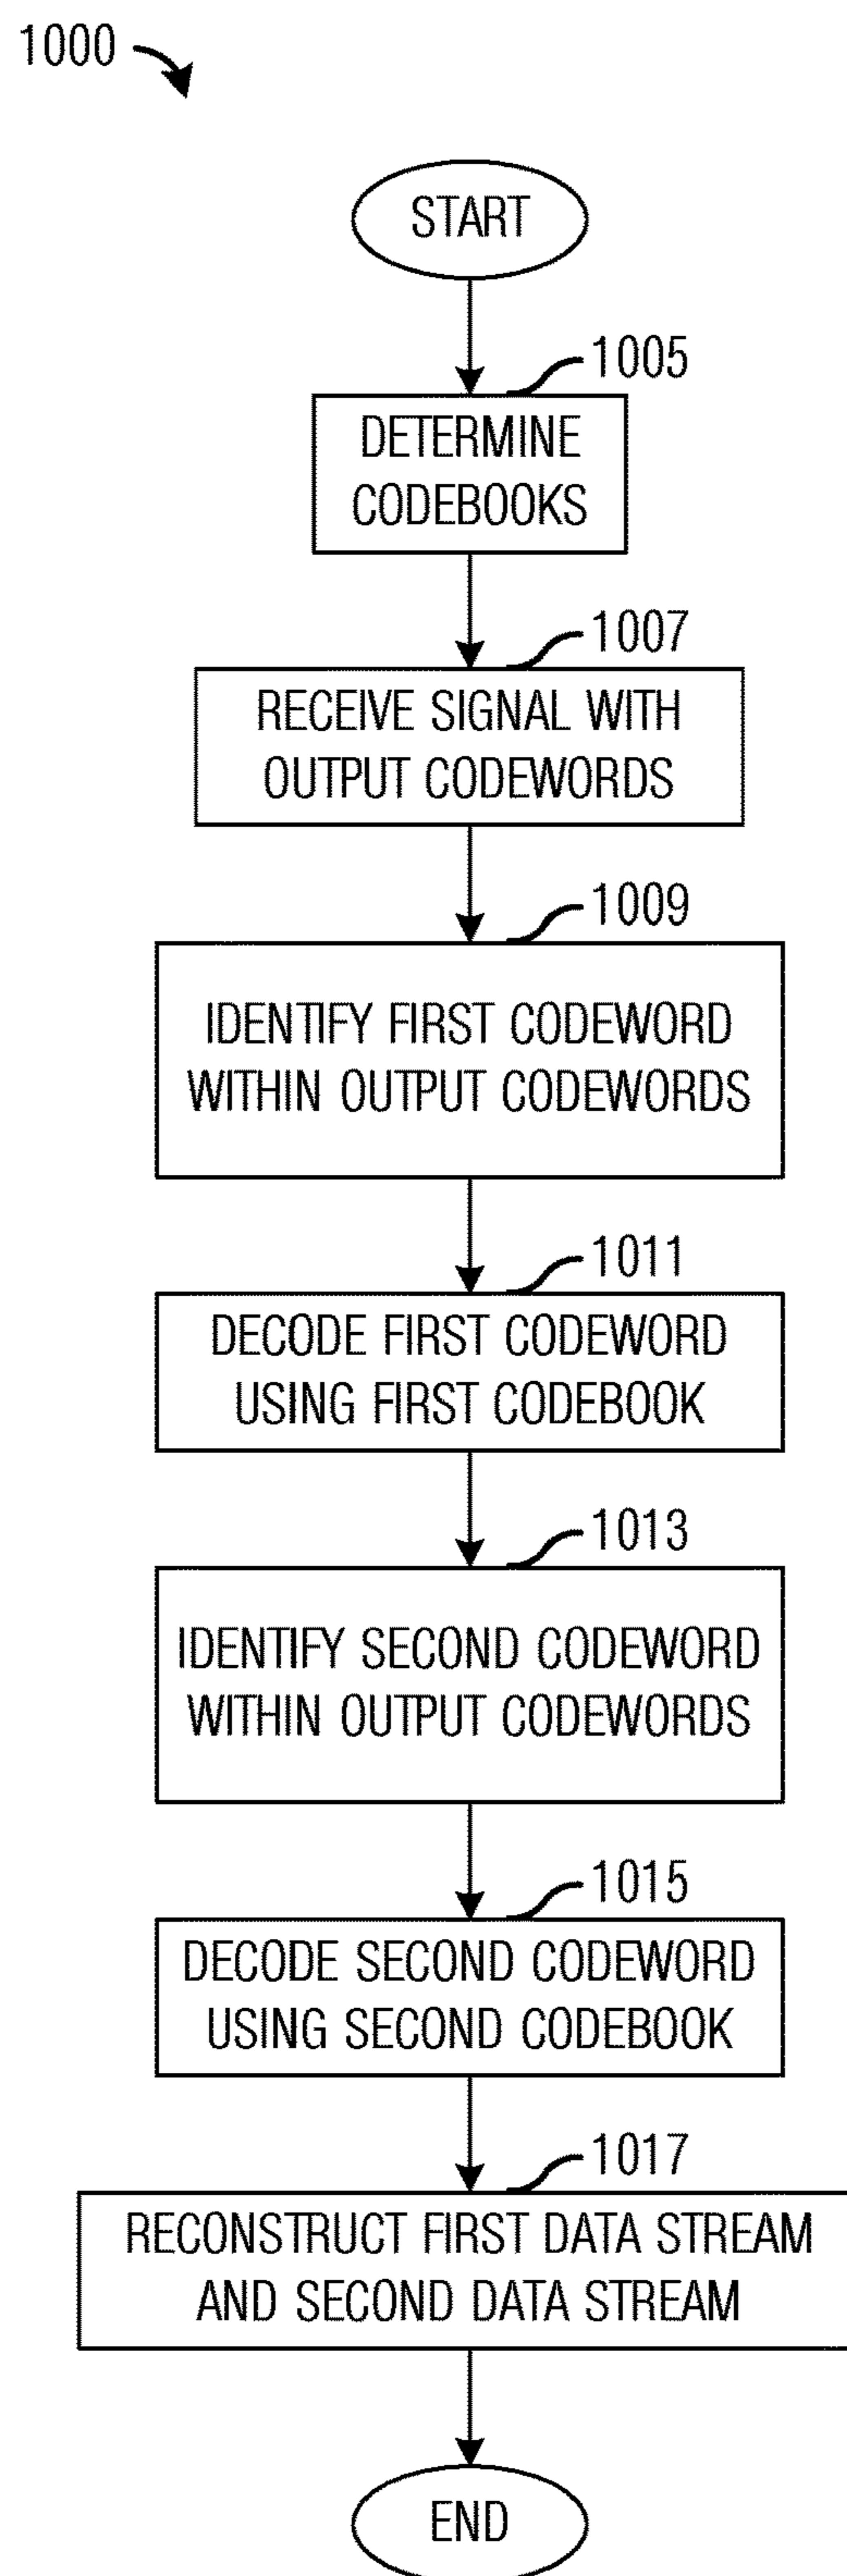 1000
START
1005
DETERMINE
CODEBOOKS
1007
RECEIVE SIGNAL WITH
OUTPUT CODEWORDS
1009
IDENTIFY FIRST CODEWORD
WITHIN OUTPUT CODEWORDS
1011
DECODE FIRST CODEWORD
USING FIRST CODEBOOK
1013
IDENTIFY SECOND CODEWORD
WITHIN OUTPUT CODEWORDS
1015
DECODE SECOND CODEWORD
USING SECOND CODEBOOK
1017
RECONSTRUCT FIRST DATA STREAM
AND SECOND DATA STREAM
END